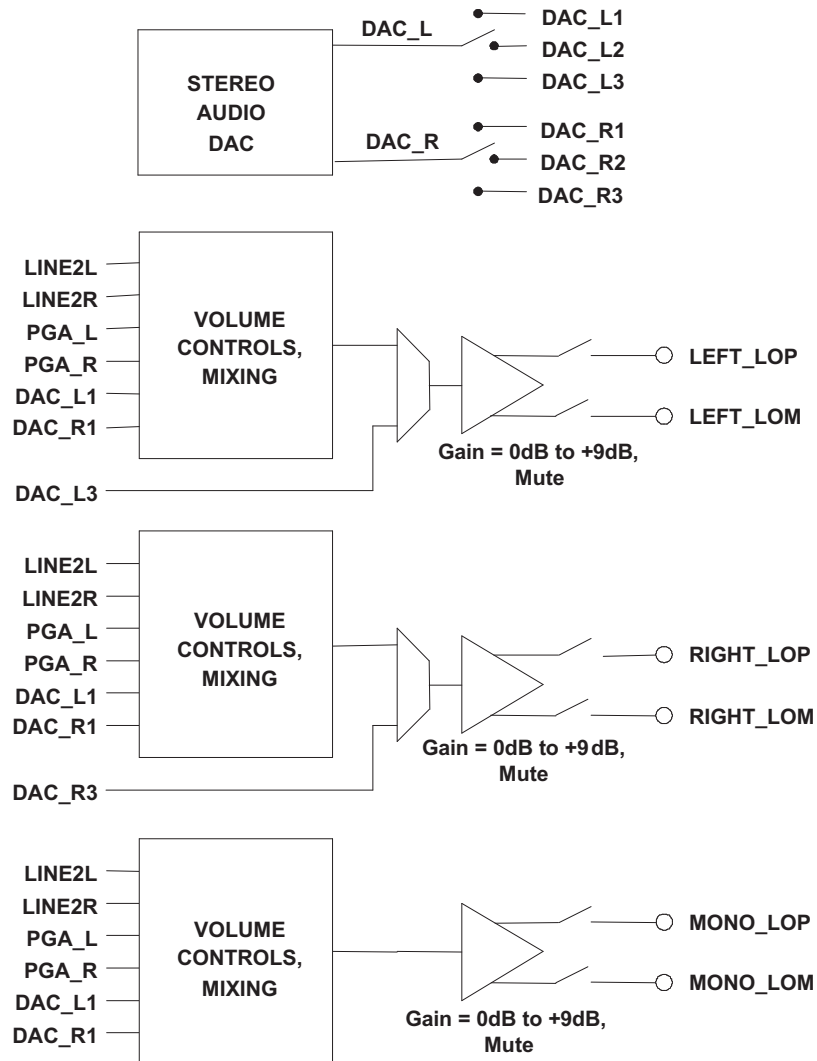 DAC_L
DAC_L1
DAC_L2
DAC_L3
STEREO
AUDIO
DAC
DAC_R
DAC_R1
DAC_R2
DAC_R3
LINE2L
LINE2R
PGA_L
PGA_R
DAC_L1
DAC_R1
DAC_L3
VOLUME
CONTROLS,
MIXING
LEFT_LOP
LEFT_LOM
Gain = 0dB to +9dB,
Mute
LINE2L
LINE2R
PGA_L
PGA_R
DAC_L1
DAC_R1
DAC_R3
VOLUME
CONTROLS,
MIXING
RIGHT_LOP
RIGHT_LOM
Gain = 0dB to +9dB,
Mute
LINE2L
LINE2R
PGA_L
PGA_R
DAC_L1
DAC_R1
VOLUME
CONTROLS,
MIXING
MONO_LOP
MONO_LOM
Gain = 0dB to +9dB,
Mute